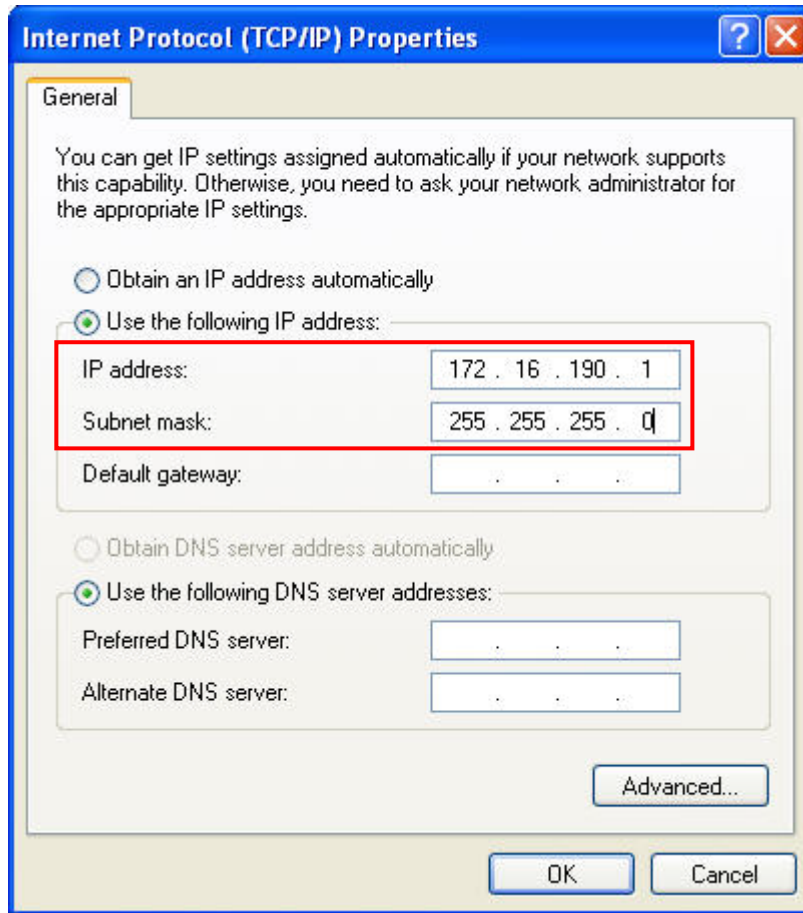 Internet Protocol (TCP/IP) Properties
General
You can get IP settings assigned automatically if your network supports
this capability. Otherwise, you need to ask your network administrator for
the appropriate IP settings.
Obtain an IP address automatically
Use the following IP address:
IP address: 172 . 16 . 190 . 1
Subnet mask: 255 . 255 . 255 . 0
Default gateway: . . .
Obtain DNS server address automatically
Use the following DNS server addresses:
Preferred DNS server: . . .
Alternate DNS server: . . .
Advanced...
OK Cancel